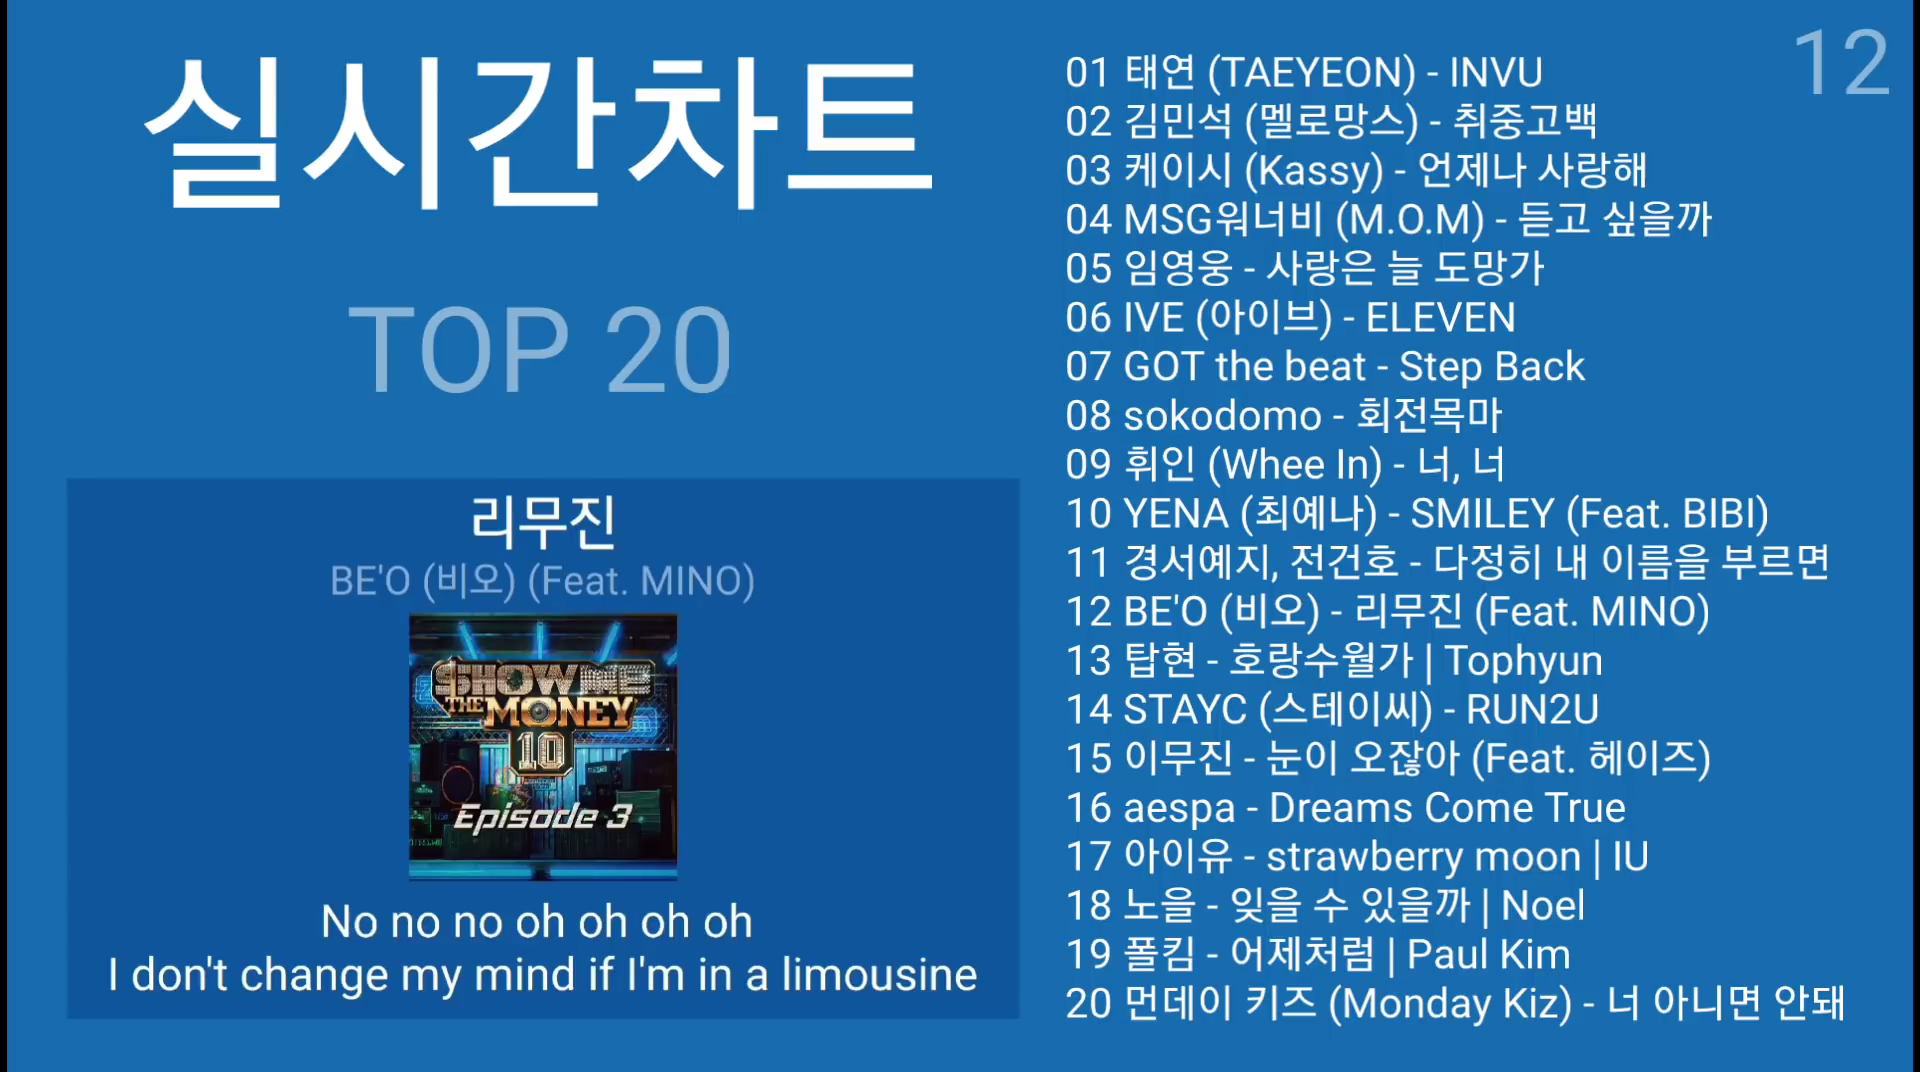 실시간차트
TOP 20
12
리무진
BE'O (비오) (Feat. MINO)
SHOW ME
THE MONEY
10
Episode 3
No no no oh oh oh oh
I don't change my mind if I'm in a limousine
01 태연 (TAEYEON) - INVU
02 김민석 (멜로망스) - 취중고백
03 케이시 (Kassy) - 언제나 사랑해
04 MSG워너비 (M.O.M) - 듣고 싶을까
05 임영웅 - 사랑은 늘 도망가
06 IVE (아이브) - ELEVEN
07 GOT the beat - Step Back
08 sokodomo - 회전목마
09 휘인 (Whee In) - 너, 너
10 YENA (최예나) - SMILEY (Feat. BIBI)
11 경서예지, 전건호 - 다정히 내 이름을 부르면
12 BE'O (비오) - 리무진 (Feat. MINO)
13 탑현 - 호랑수월가 | Tophyun
14 STAYC (스테이씨) - RUN2U
15 이무진 - 눈이 오잖아 (Feat. 헤이즈)
16 aespa - Dreams Come True
17 아이유 - strawberry moon | IU
18 노을 - 잊을 수 있을까 | Noel
19 폴킴 - 어제처럼 | Paul Kim
20 먼데이 키즈 (Monday Kiz) - 너 아니면 안돼